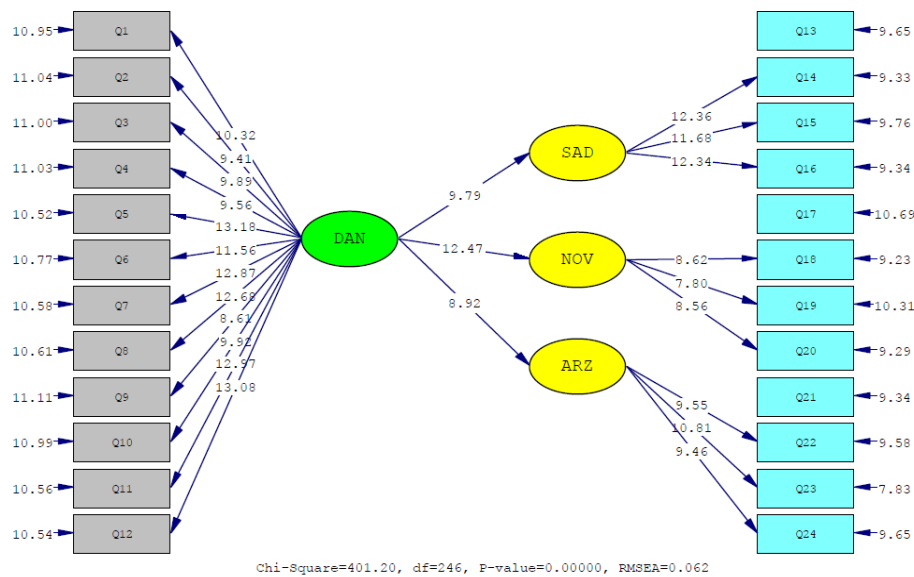 10.95 Q1
11.04 Q2
11.00 Q3
11.03 Q4
10.52 Q5
10.77 Q6
10.58 Q7
10.61 Q8
11.11 Q9
10.99 Q10
10.56 Q11
10.54 Q12
10.32
9.41
9.89
9.56
13.18
11.56
12.87
12.68
8.61
9.92
12.97
13.08
DAN
9.79
12.47
8.92
SAD
NOV
ARZ
12.36
11.68
12.34
8.62
7.80
8.56
9.55
10.81
9.46
Q13 9.65
Q14 9.33
Q15 9.76
Q16 9.34
Q17 10.69
Q18 9.23
Q19 10.31
Q20 9.29
Q21 9.34
Q22 9.58
Q23 7.83
Q24 9.65
Chi-Square=401.20, df=246, P-value=0.00000, RMSEA=0.062